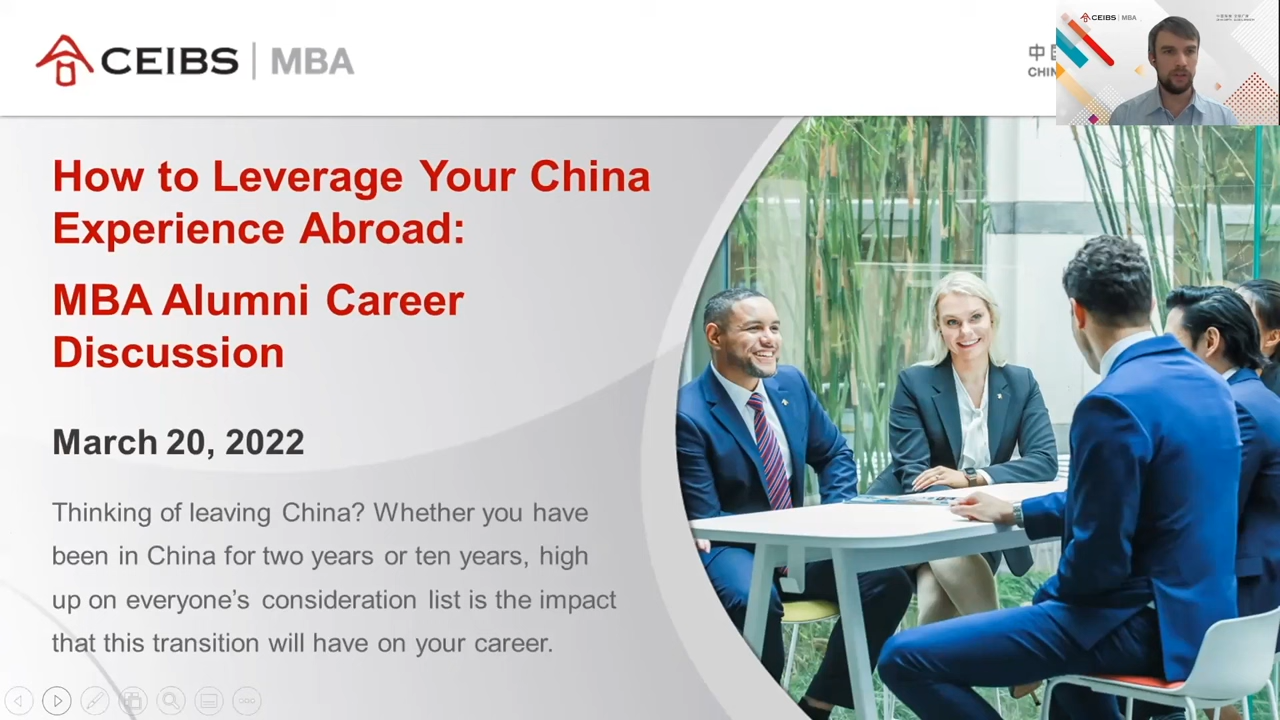 CEIBS | MBA
中
CHIN
CEIBS | MBA
How to Leverage Your China
Experience Abroad:
MBA Alumni Career
Discussion
March 20, 2022
Thinking of leaving China? Whether you have
been in China for two years or ten years, high
up on everyone’s consideration list is the impact
that this transition will have on your career.